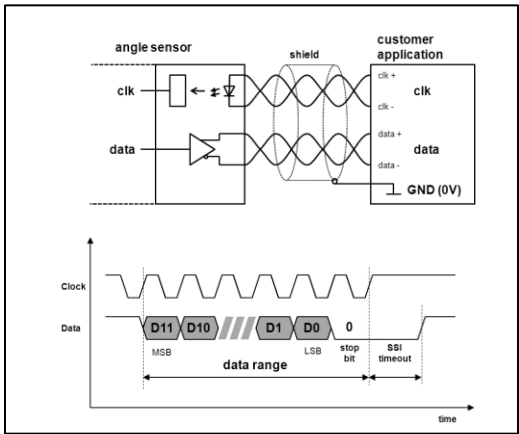 angle sensor
shield
customer
application
clk
clk +
clk -
clk
data
data +
data -
data
GND (0V)
Clock
Data
D11
D10
D1
D0
0
MSB
LSB
stop
bit
SSI
timeout
data range
time